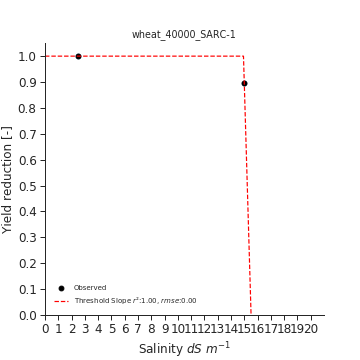 wheat_40000_SARC-1
Yield reduction [-]
1.0
0.9
0.8
0.7
0.6
0.5
0.4
0.3
0.2
0.1
0.0
Observed
Threshold Slope r²:1.00, rmse:0.00
0 1 2 3 4 5 6 7 8 9 10 11 12 13 14 15 16 17 18 19 20
Salinity dS m⁻¹